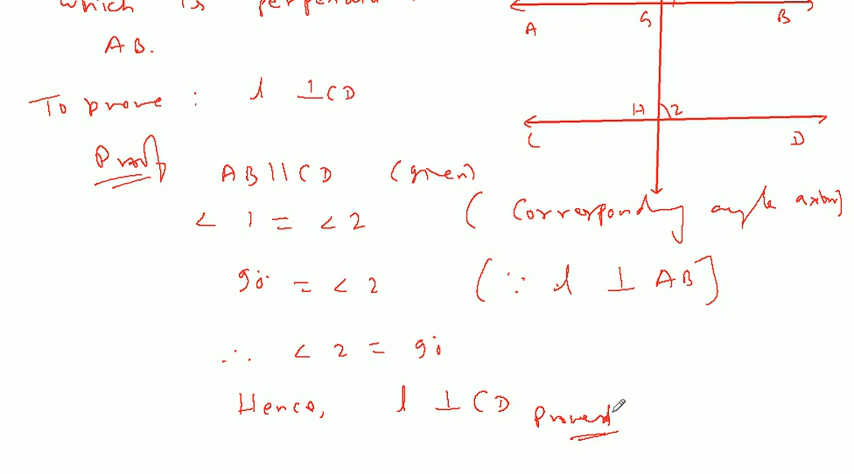 which is
AB.
To prove : l ⊥ CD
Proof
AB || CD (given)
∠ 1 = ∠ 2 ( Corresponding angle axiom)
90° = ∠ 2 ( ∵ l ⊥ AB ]
∴ ∠ 2 = 90°
Hence, l ⊥ CD Proved
A G B
H 2
C D